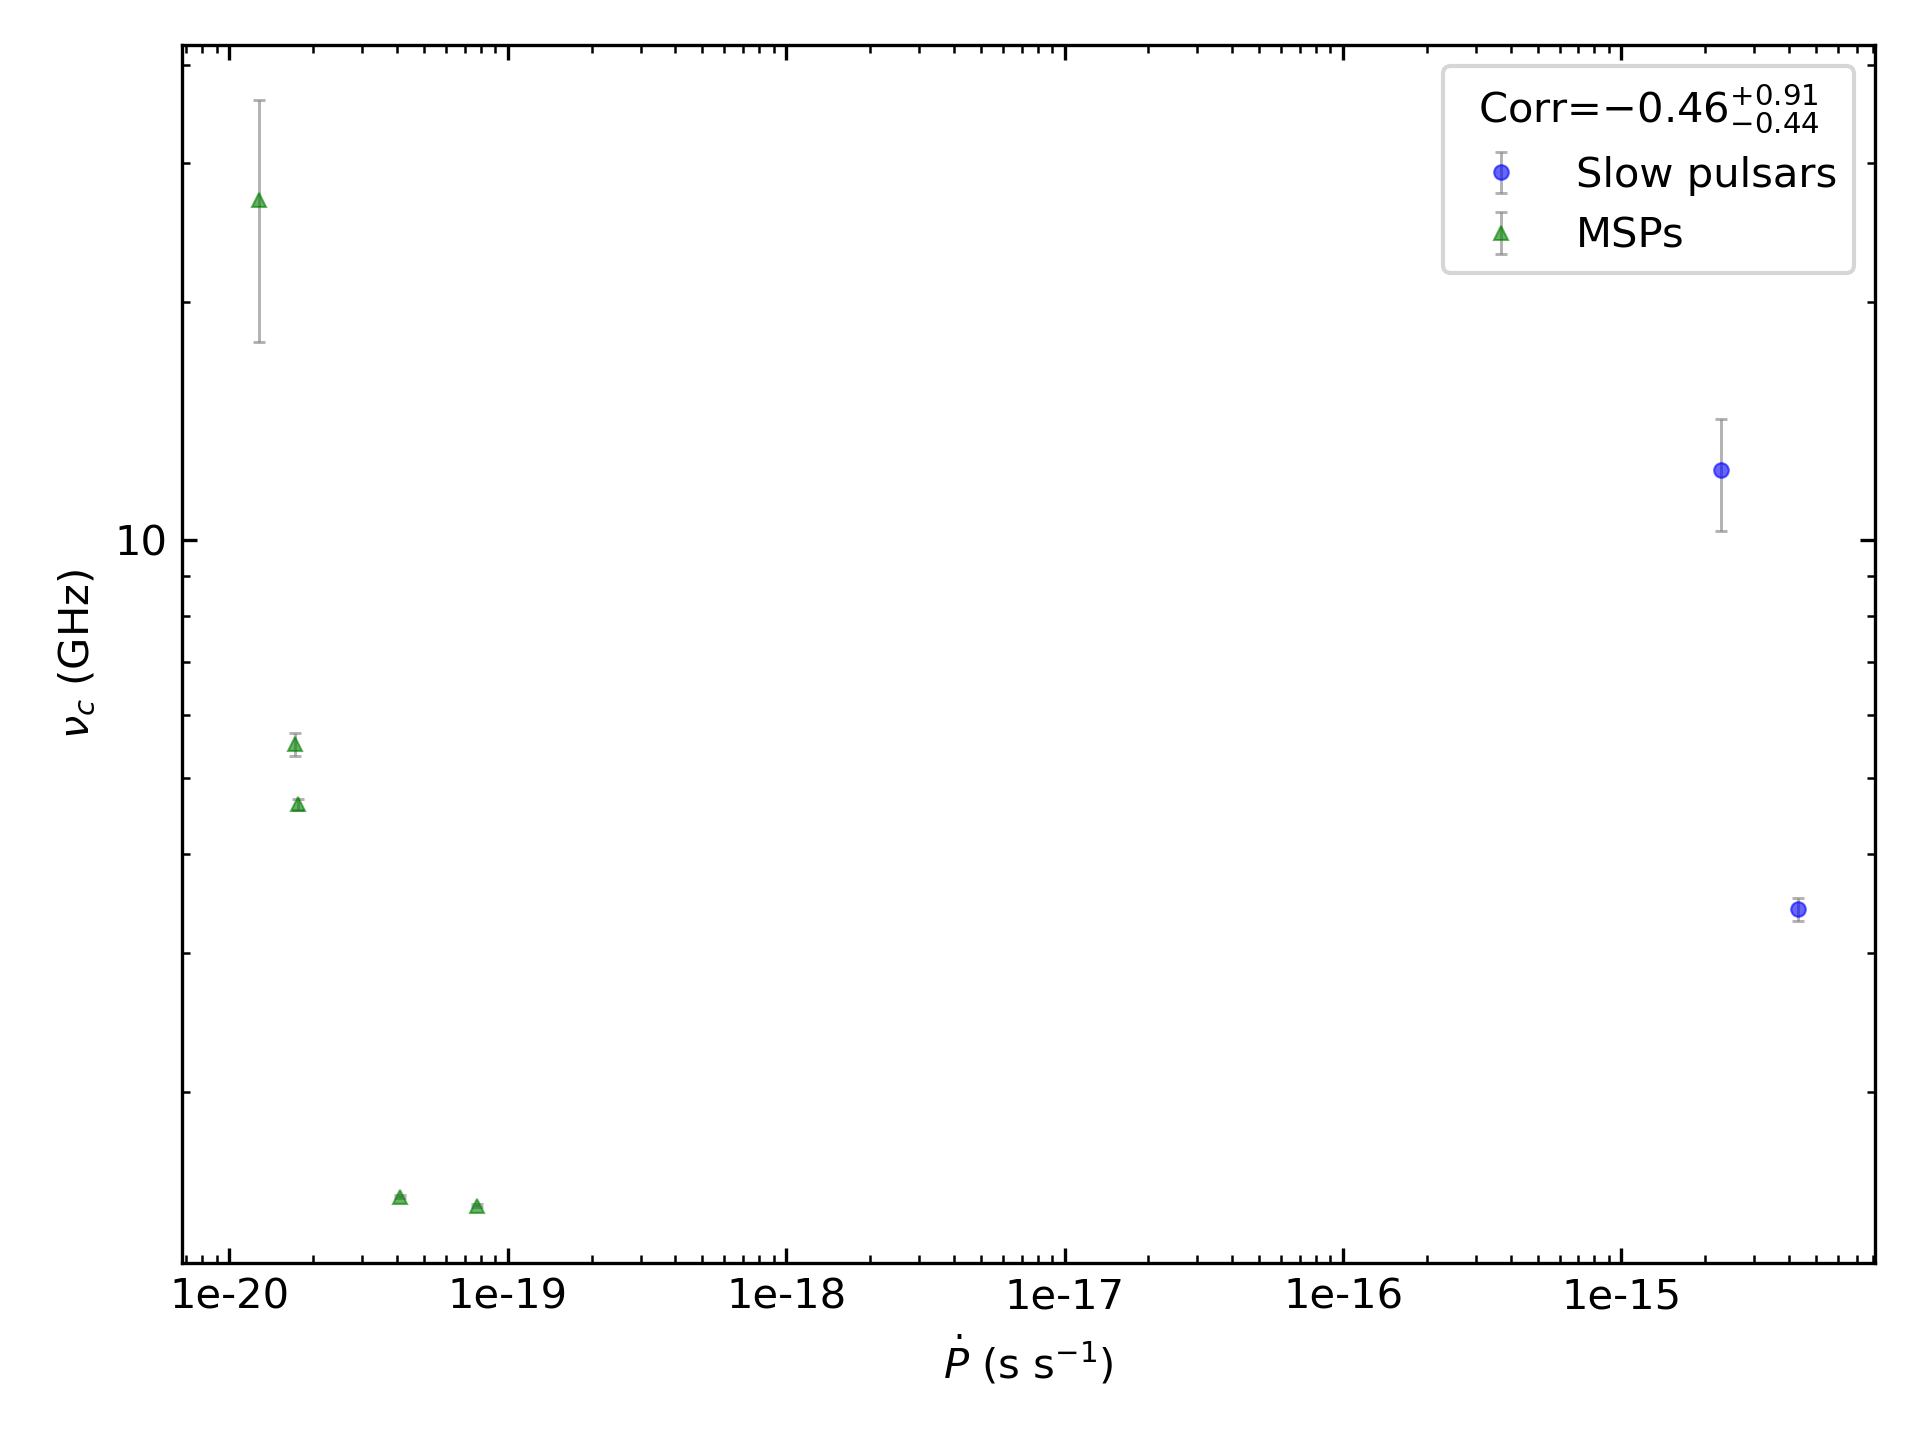 Corr=−0.46 +0.91 −0.44
Slow pulsars
MSPs
10
ν_c (GHz)
1e-20 1e-19 1e-18 1e-17 1e-16 1e-15
Ṗ (s s⁻¹)